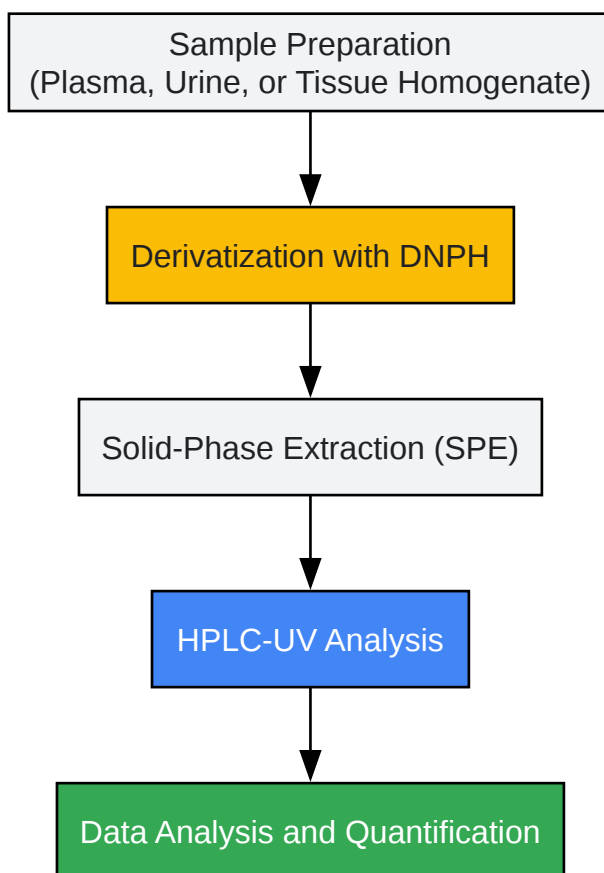 Sample Preparation
(Plasma, Urine, or Tissue Homogenate)
Derivatization with DNPH
Solid-Phase Extraction (SPE)
HPLC-UV Analysis
Data Analysis and Quantification